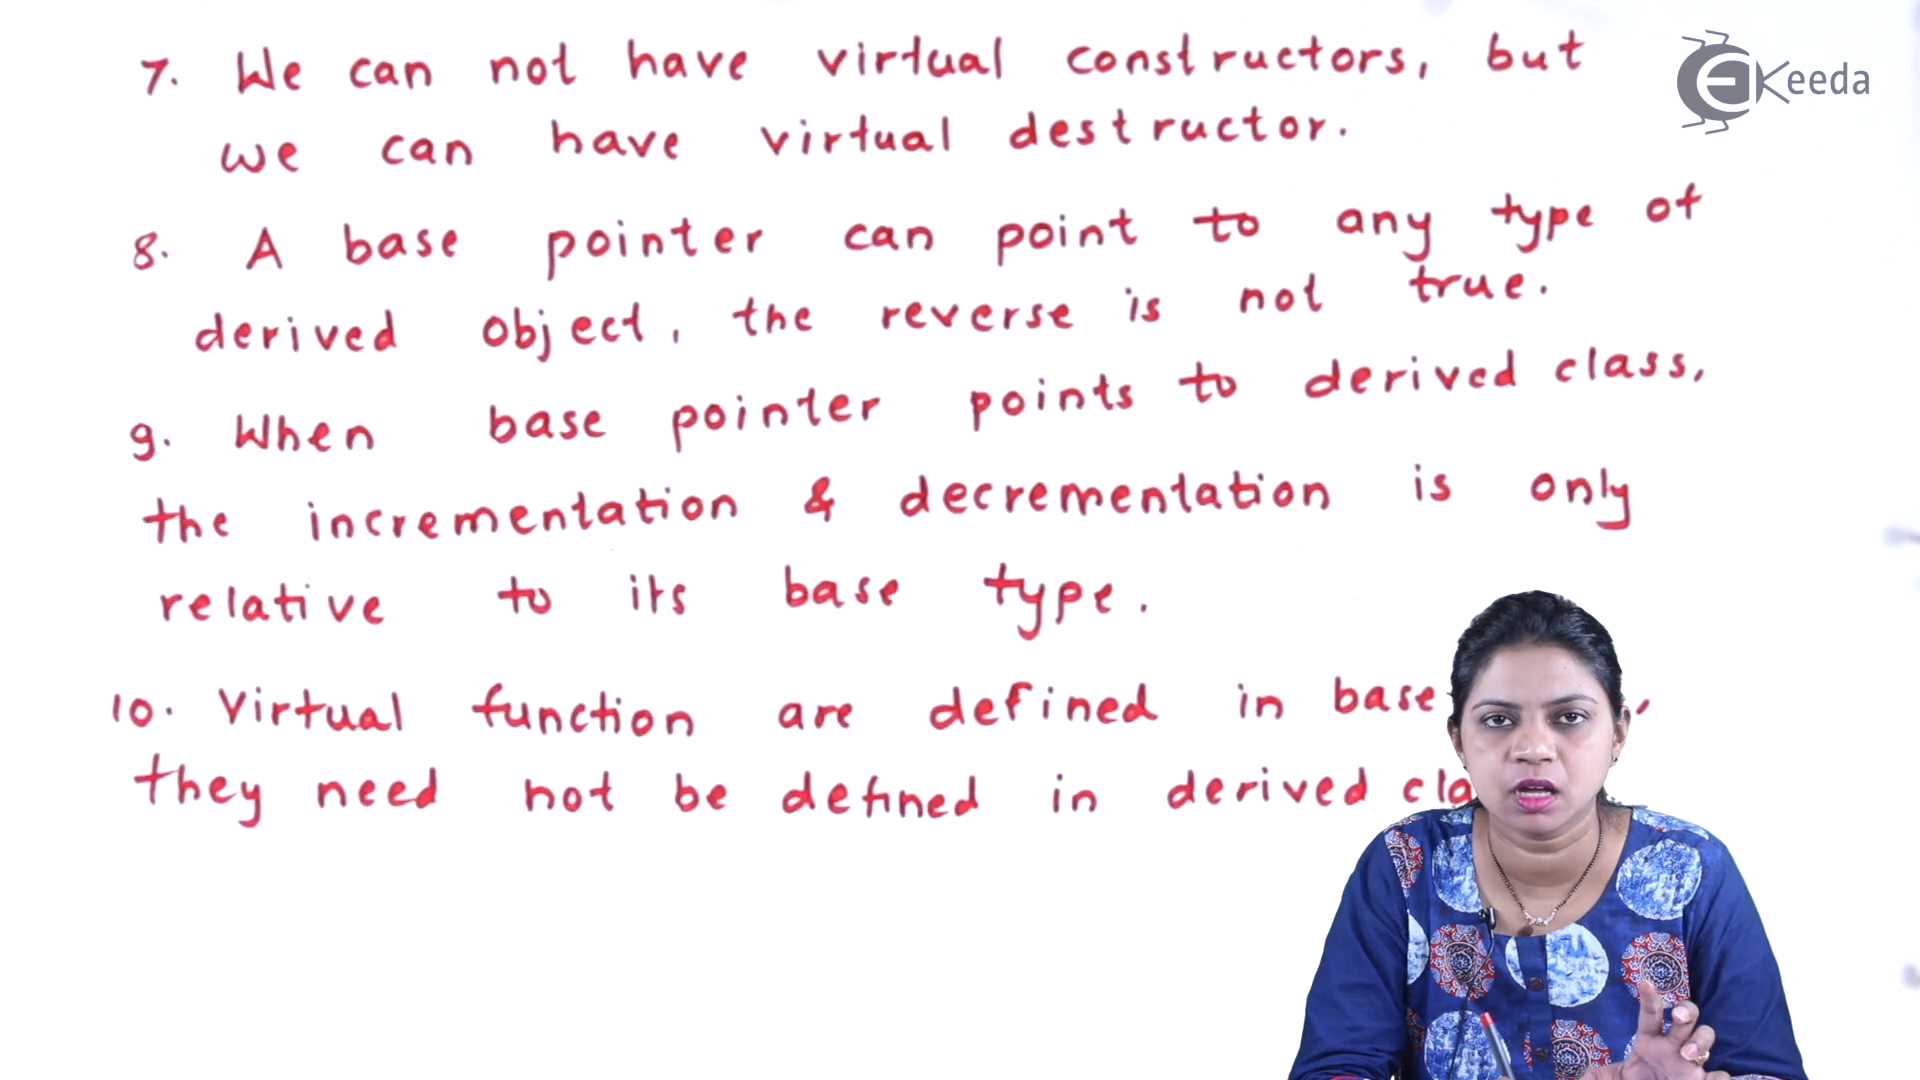 7. We can not have virtual constructors, but
we can have virtual destructor.
8. A base pointer can point to any type of
derived object, the reverse is not true.
9. When base pointer points to derived class,
the incrementation & decrementation is only
relative to its base type.
10. Virtual function are defined in base ,
they need not be defined in derived cla
EKeeda